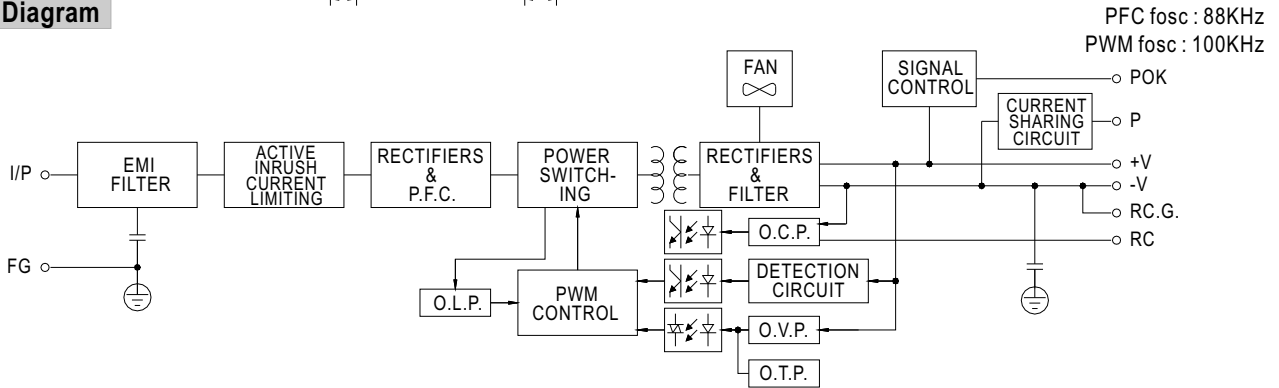 Diagram
PFC fosc : 88KHz
PWM fosc : 100KHz
FAN
SIGNAL
CONTROL
POK
CURRENT
SHARING
CIRCUIT
P
I/P
EMI
FILTER
ACTIVE
INRUSH
CURRENT
LIMITING
RECTIFIERS
&
P.F.C.
POWER
SWITCH-
ING
RECTIFIERS
&
FILTER
+V
-V
RC.G.
RC
O.C.P.
FG
DETECTION
CIRCUIT
O.L.P.
PWM
CONTROL
O.V.P.
O.T.P.